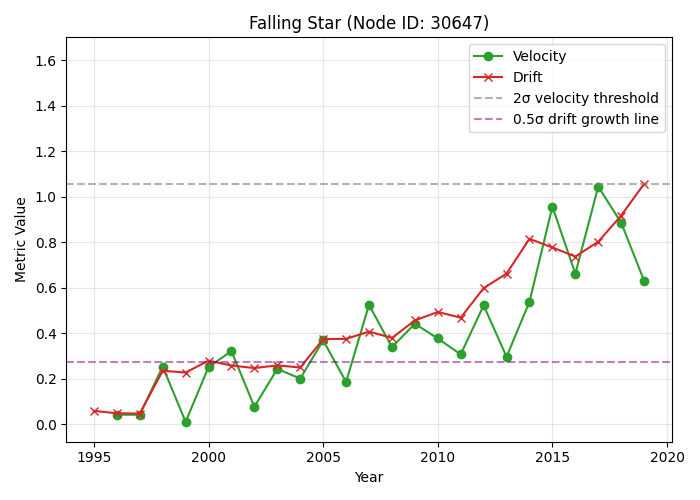 Falling Star (Node ID: 30647)
Velocity
Drift
2σ velocity threshold
0.5σ drift growth line
Metric Value
1.6
1.4
1.2
1.0
0.8
0.6
0.4
0.2
0.0
1995
2000
2005
2010
2015
2020
Year